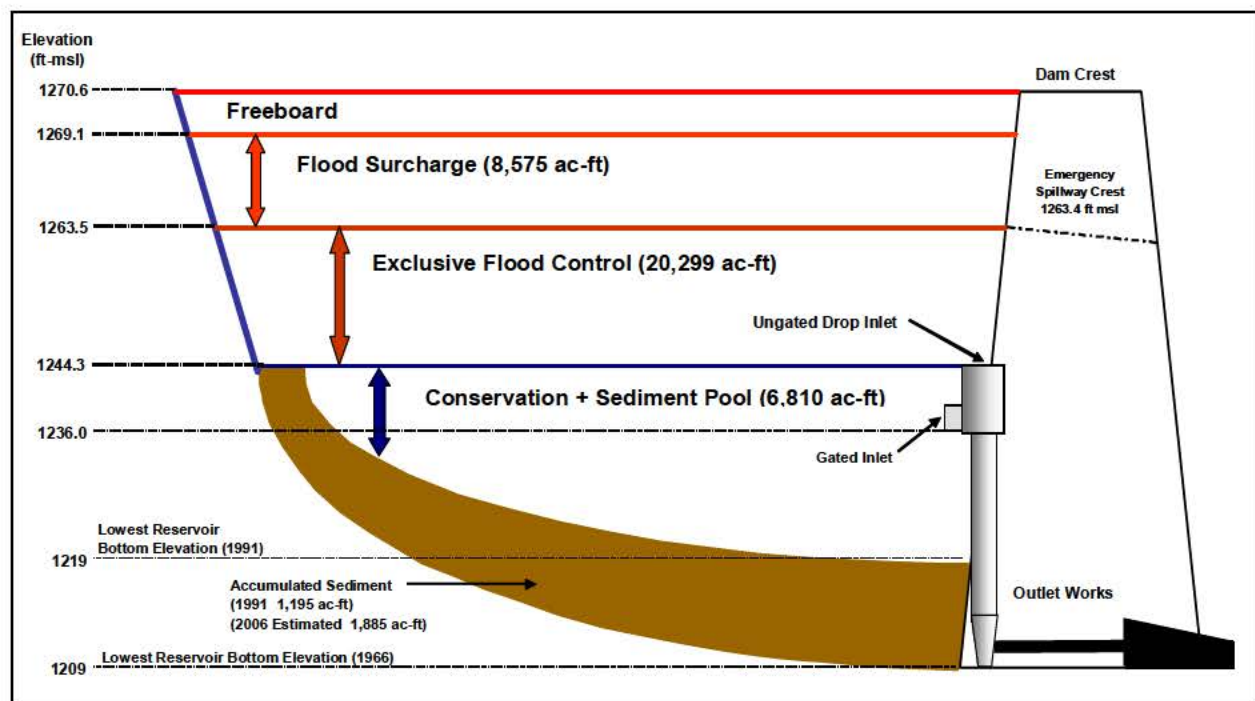 Elevation
(ft-msl)
1270.6
Dam Crest
Freeboard
1269.1
Flood Surcharge (8,575 ac-ft)
Emergency
Spillway Crest
1263.4 ft msl
1263.5
Exclusive Flood Control (20,299 ac-ft)
Ungated Drop Inlet
1244.3
Conservation + Sediment Pool (6,810 ac-ft)
1236.0
Gated Inlet
Lowest Reservoir
Bottom Elevation (1991)
1219
Accumulated Sediment
(1991 1,195 ac-ft)
(2006 Estimated 1,885 ac-ft)
Outlet Works
Lowest Reservoir Bottom Elevation (1966)
1209